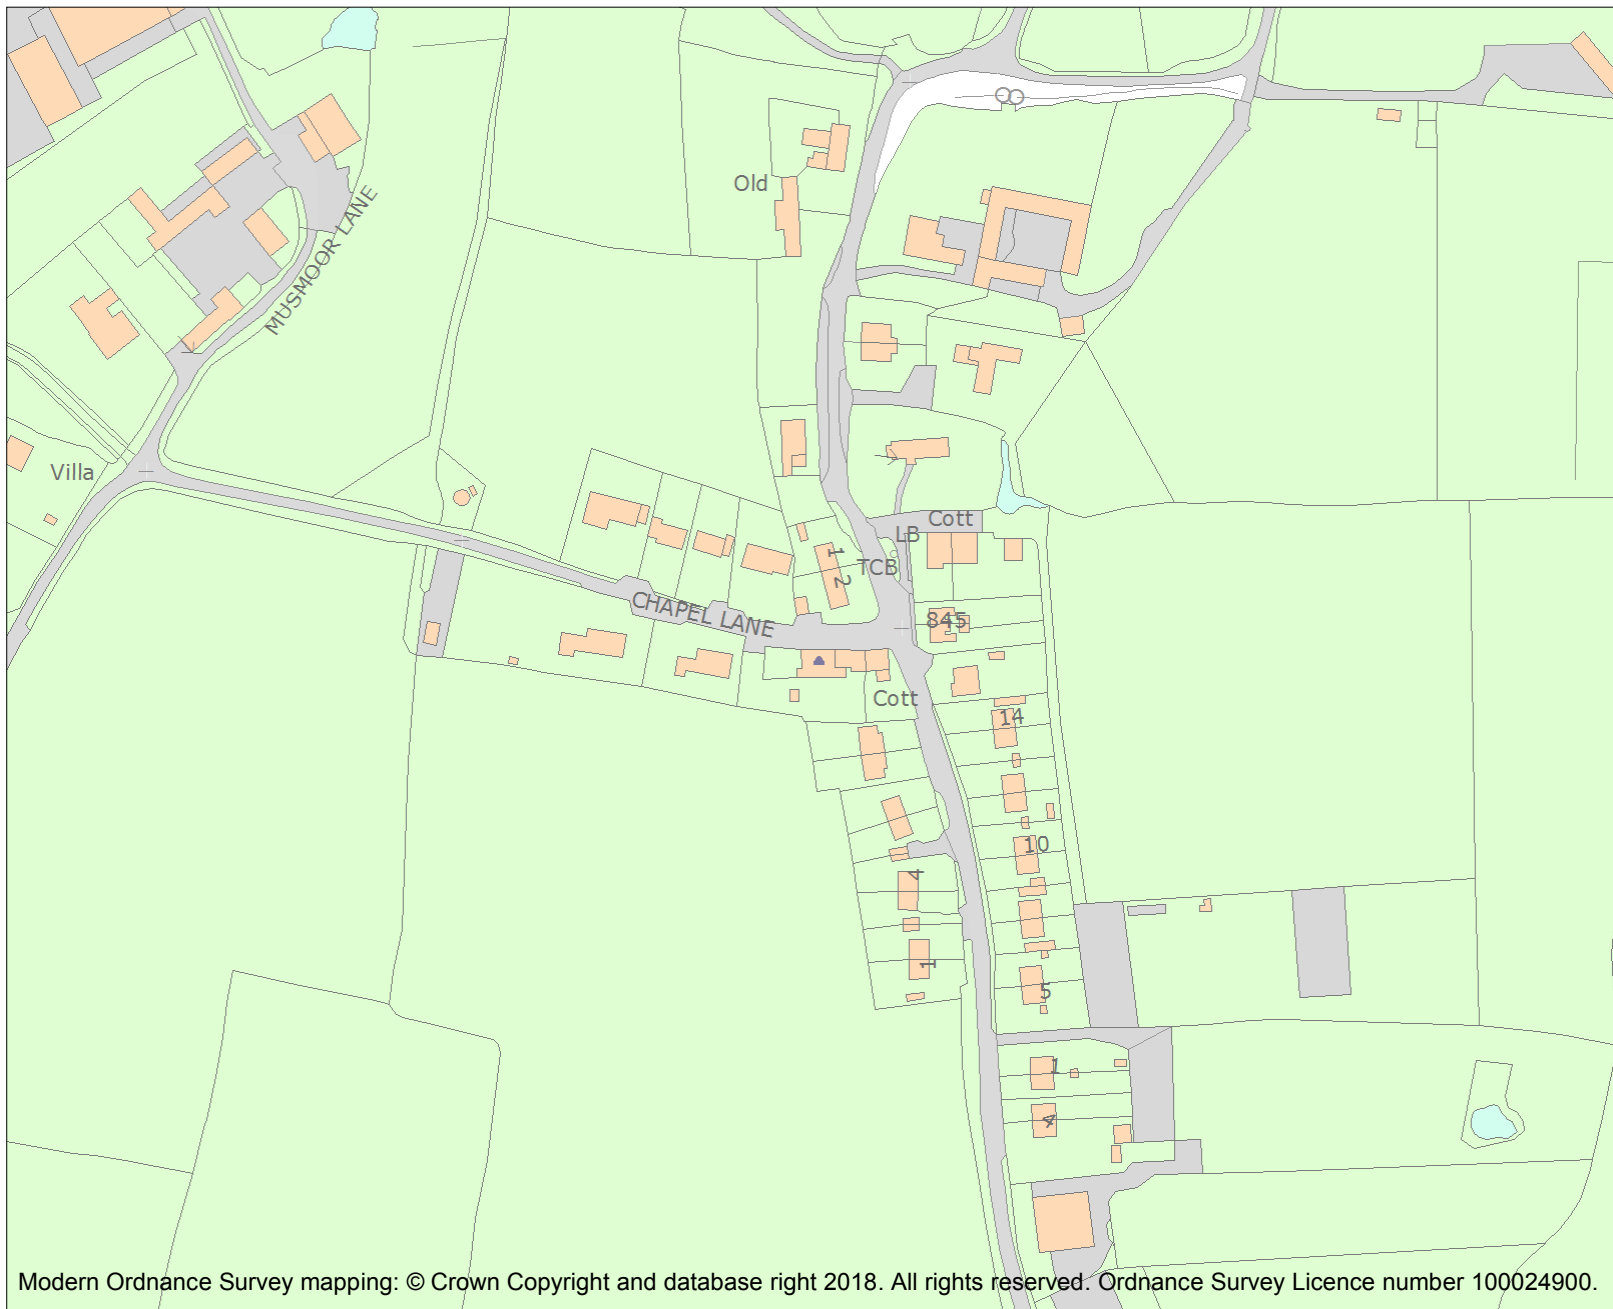 Old
MUSMOOR LANE
Villa
Cott
LB
TCB
1
2
CHAPEL LANE
845
Cott
14
10
4
1
5
1
4
Modern Ordnance Survey mapping: © Crown Copyright and database right 2018. All rights reserved. Ordnance Survey Licence number 100024900.